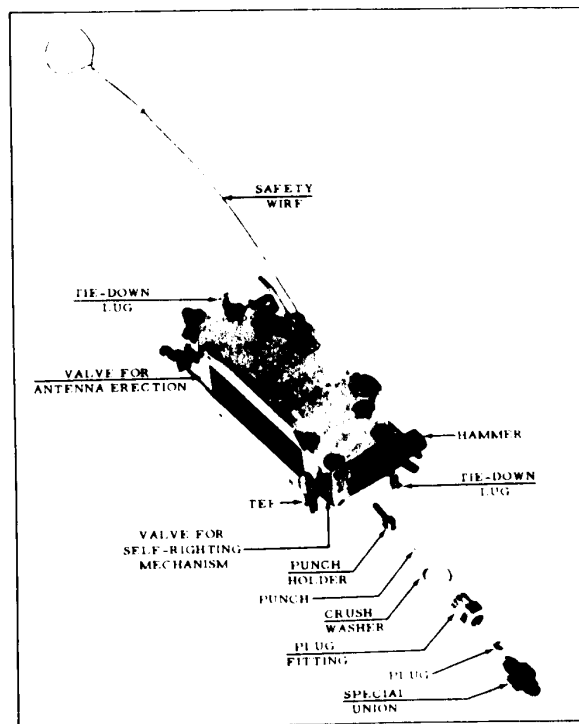 SAFETY
WIRE
TIE-DOWN
LUG
VALVE FOR
ANTENNA ERECTION
HAMMER
TIE-DOWN
LUG
TEE
VALVE FOR
SELF-RIGHTING
MECHANISM
PUNCH
HOLDER
PUNCH
CRUSH
WASHER
PLUG
FITTING
PLUG
SPECIAL
UNION